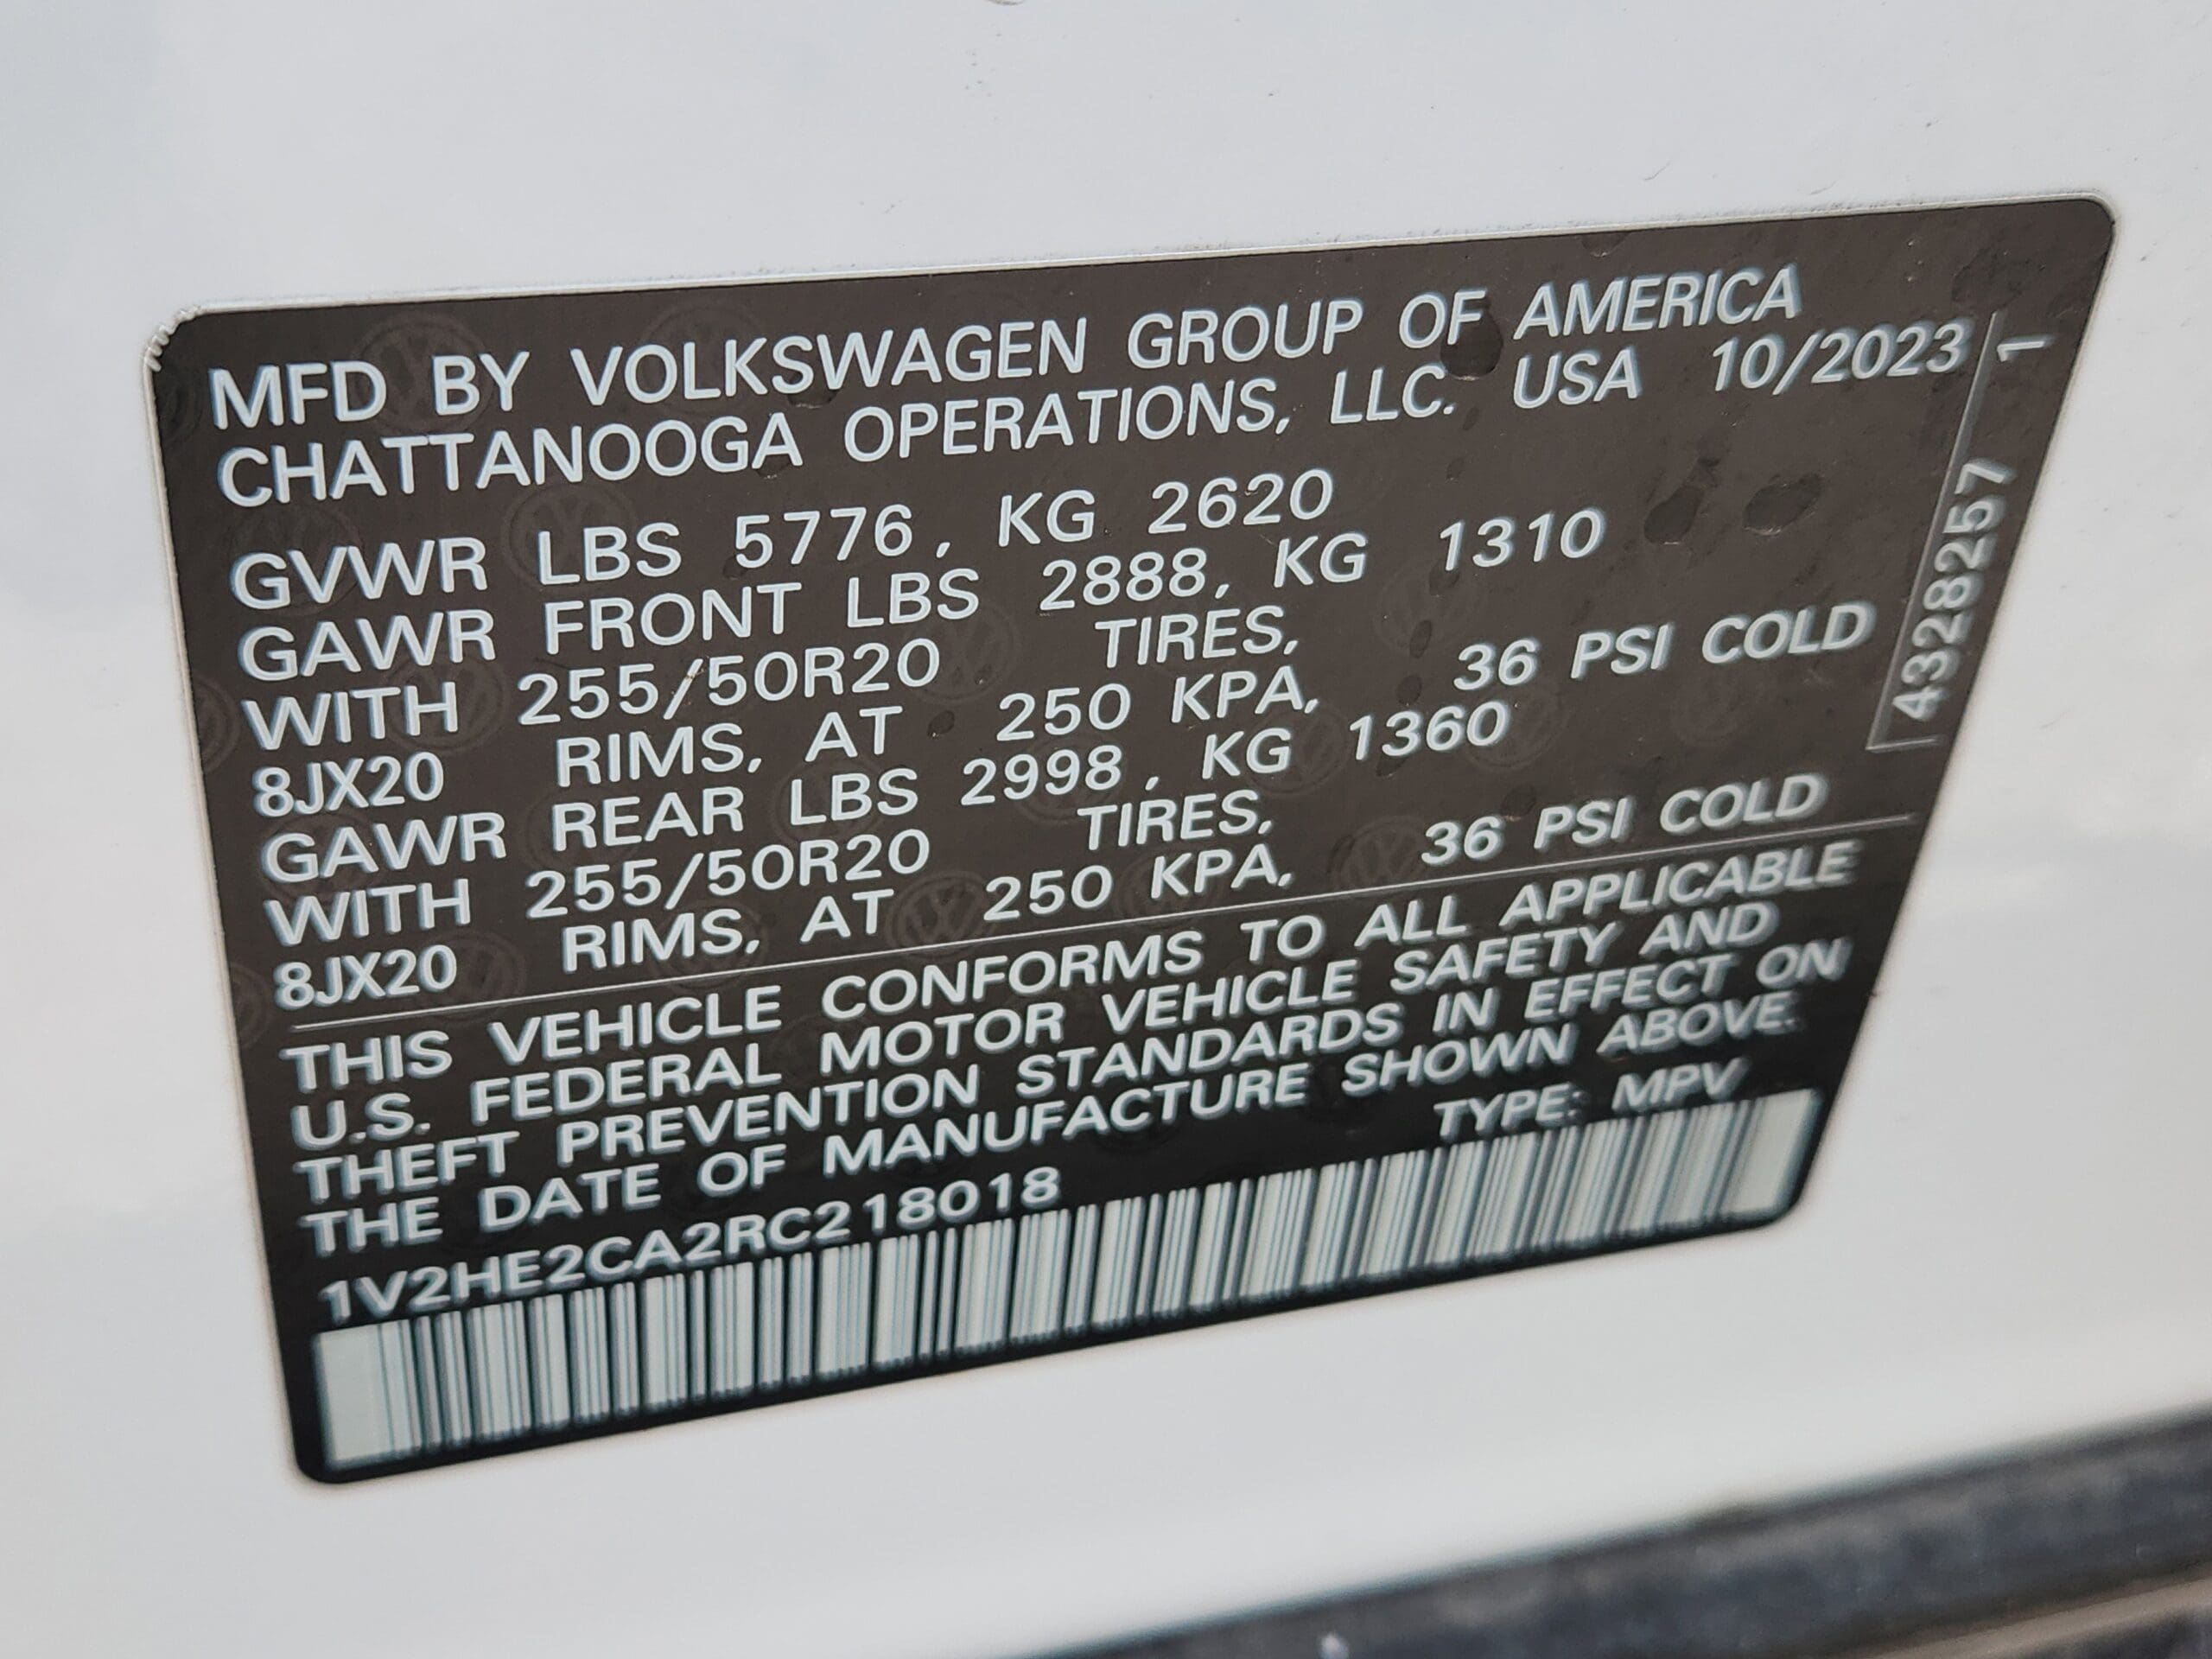 MFD BY VOLKSWAGEN GROUP OF AMERICA
CHATTANOOGA OPERATIONS, LLC. USA 10/2023
GVWR LBS 5776, KG 2620
GAWR FRONT LBS 2888, KG 1310
WITH 255/50R20 TIRES,
8JX20 RIMS, AT 250 KPA, 36 PSI COLD
GAWR REAR LBS 2998, KG 1360
WITH 255/50R20 TIRES,
8JX20 RIMS, AT 250 KPA, 36 PSI COLD
THIS VEHICLE CONFORMS TO ALL APPLICABLE
U.S. FEDERAL MOTOR VEHICLE SAFETY AND
THEFT PREVENTION STANDARDS IN EFFECT ON
THE DATE OF MANUFACTURE SHOWN ABOVE.
TYPE: MPV
1V2HE2CA2RC218018
4328257 1